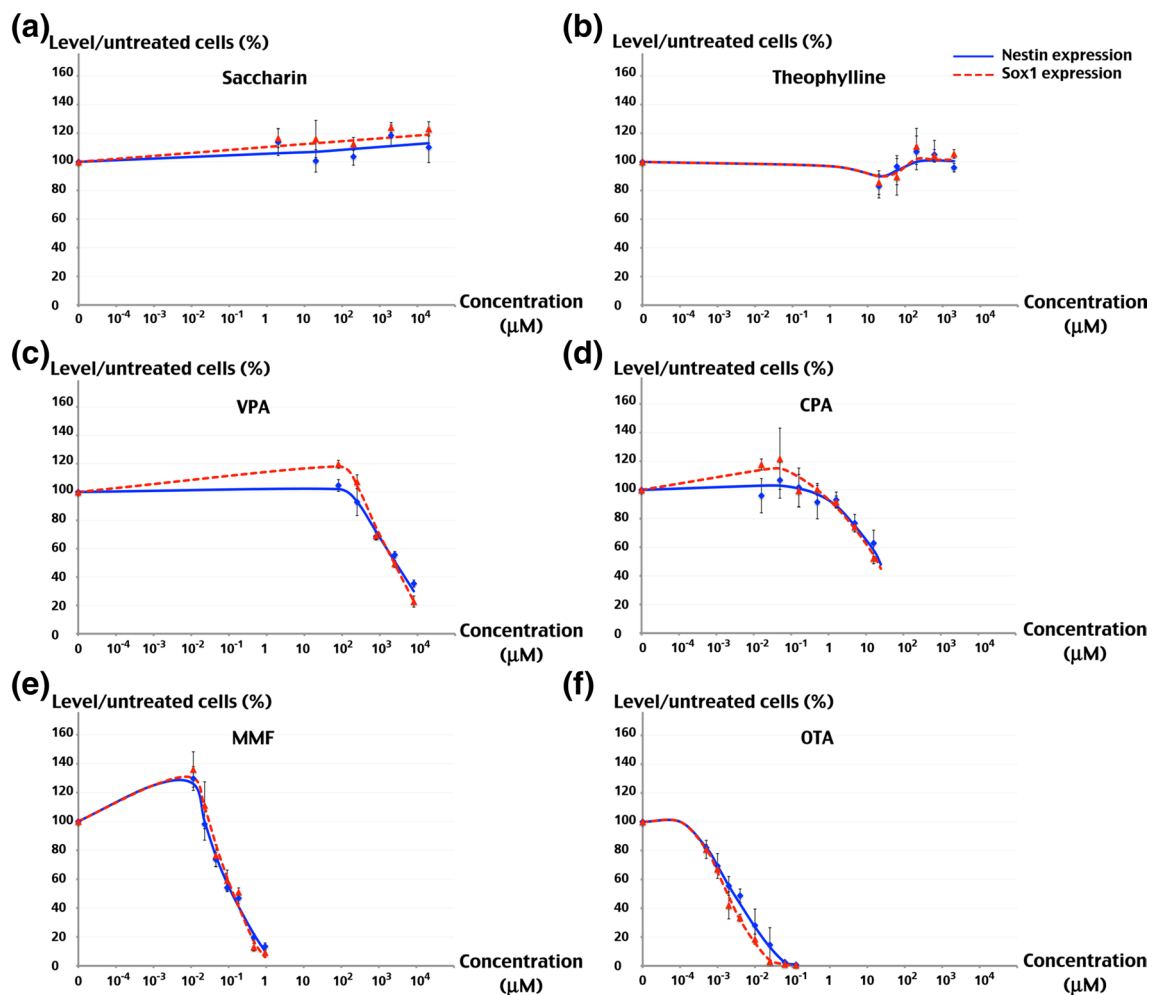 (a)
Level/untreated cells (%)
Saccharin
160
140
120
100
80
60
40
20
0
0 10-4 10-3 10-2 10-1 1 10 102 103 104
Concentration
(µM)
(b)
Level/untreated cells (%)
Theophylline
Nestin expression
Sox1 expression
160
140
120
100
80
60
40
20
0
0 10-4 10-3 10-2 10-1 1 10 102 103 104
Concentration
(µM)
(c)
Level/untreated cells (%)
VPA
160
140
120
100
80
60
40
20
0
0 10-4 10-3 10-2 10-1 1 10 102 103 104
Concentration
(µM)
(d)
Level/untreated cells (%)
CPA
160
140
120
100
80
60
40
20
0
0 10-4 10-3 10-2 10-1 1 10 102 103 104
Concentration
(µM)
(e)
Level/untreated cells (%)
MMF
160
140
120
100
80
60
40
20
0
0 10-4 10-3 10-2 10-1 1 10 102 103 104
Concentration
(µM)
(f)
Level/untreated cells (%)
OTA
160
140
120
100
80
60
40
20
0
0 10-4 10-3 10-2 10-1 1 10 102 103 104
Concentration
(µM)